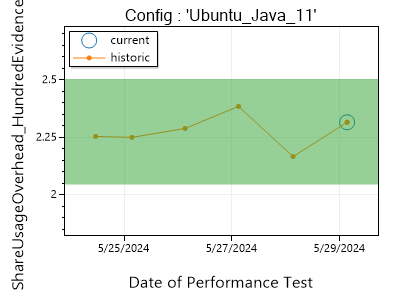 Config : 'Ubuntu_Java_11'
current
historic
ShareUsageOverhead_HundredEvidence
2.5
2.25
2
5/25/2024
5/27/2024
5/29/2024
Date of Performance Test